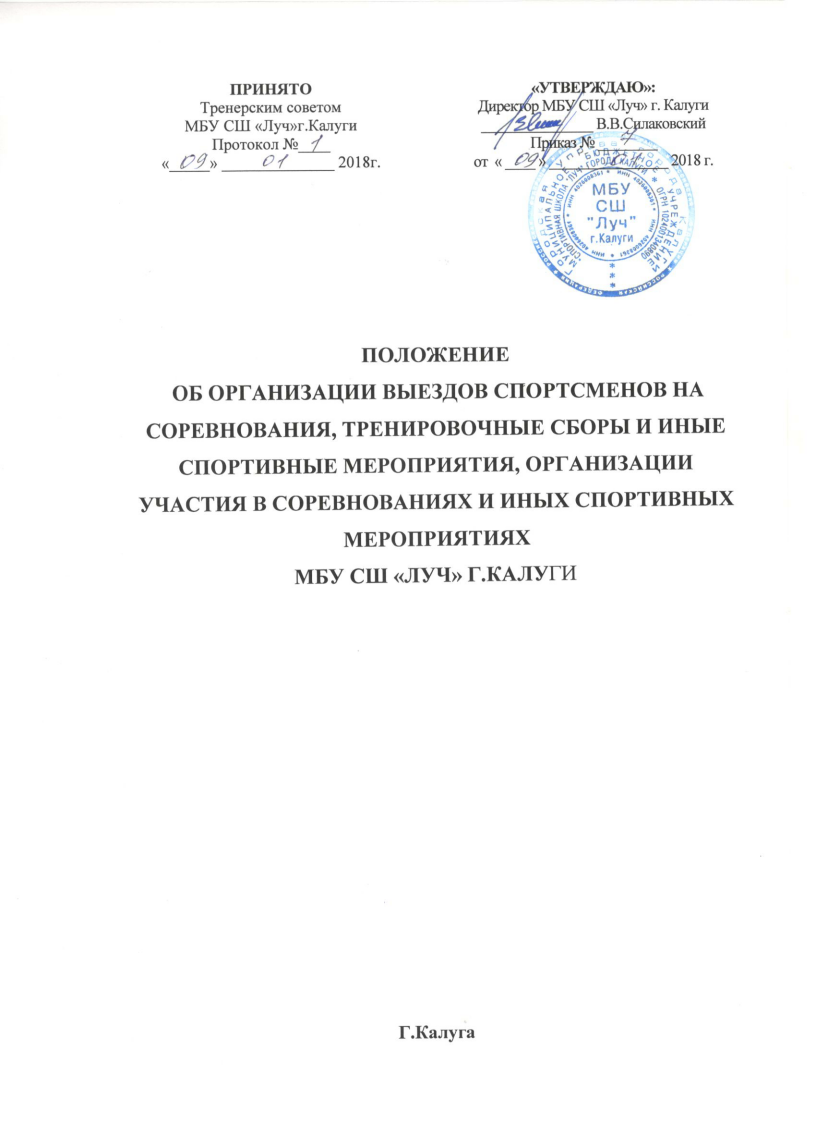 ПРИНЯТО
Тренерским советом
МБУ СШ «Луч»г.Калуги
Протокол № 1
« 09 » 01 2018г.
«УТВЕРЖДАЮ»:
Директор МБУ СШ «Луч» г. Калуги
В.В.Силаковский
Приказ № 7
от « 09 » 01 2018 г.
МБУ
СШ
"Луч"
г.Калуги
ПОЛОЖЕНИЕ
ОБ ОРГАНИЗАЦИИ ВЫЕЗДОВ СПОРТСМЕНОВ НА
СОРЕВНОВАНИЯ, ТРЕНИРОВОЧНЫЕ СБОРЫ И ИНЫЕ
СПОРТИВНЫЕ МЕРОПРИЯТИЯ, ОРГАНИЗАЦИИ
УЧАСТИЯ В СОРЕВНОВАНИЯХ И ИНЫХ СПОРТИВНЫХ
МЕРОПРИЯТИЯХ
МБУ СШ «ЛУЧ» Г.КАЛУГИ
Г.Калуга